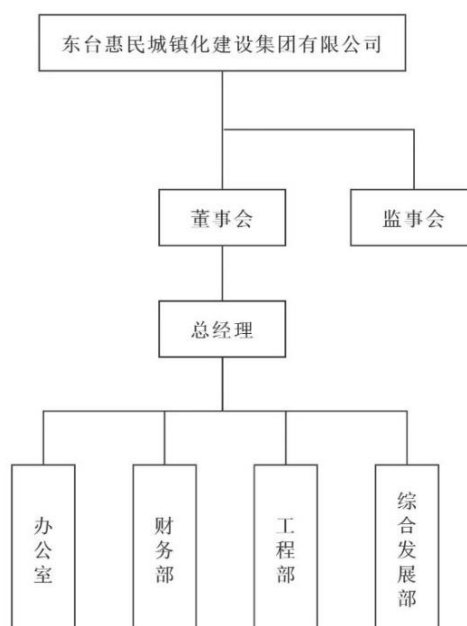 东台惠民城镇化建设集团有限公司
董事会
监事会
总经理
办公室
财务部
工程部
综合发展部